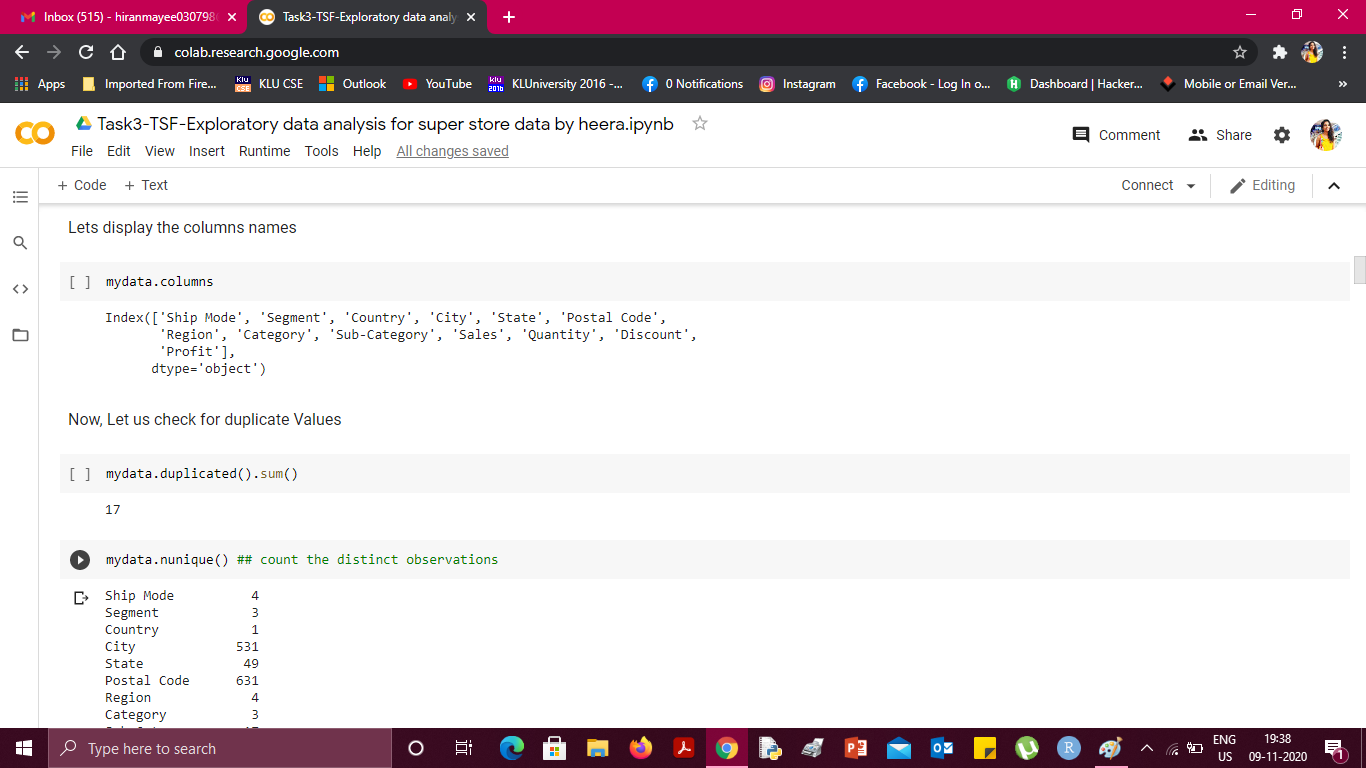 Inbox (515) - hiranmayee030798
Task3-TSF-Exploratory data analy
colab.research.google.com
Apps
Imported From Fire...
KLU CSE
Outlook
YouTube
KLUniversity 2016 -...
0 Notifications
Instagram
Facebook - Log In o...
Dashboard | Hacker...
Mobile or Email Ver...
»
Task3-TSF-Exploratory data analysis for super store data by heera.ipynb
Comment
Share
File Edit View Insert Runtime Tools Help All changes saved
+ Code + Text
Connect
Editing
Lets display the columns names
[ ] mydata.columns
Index(['Ship Mode', 'Segment', 'Country', 'City', 'State', 'Postal Code',
'Region', 'Category', 'Sub-Category', 'Sales', 'Quantity', 'Discount',
'Profit'],
dtype='object')
Now, Let us check for duplicate Values
[ ] mydata.duplicated().sum()
17
mydata.nunique() ## count the distinct observations
Ship Mode 4
Segment 3
Country 1
City 531
State 49
Postal Code 631
Region 4
Category 3
Type here to search
ENG
US
19:38
09-11-2020
1